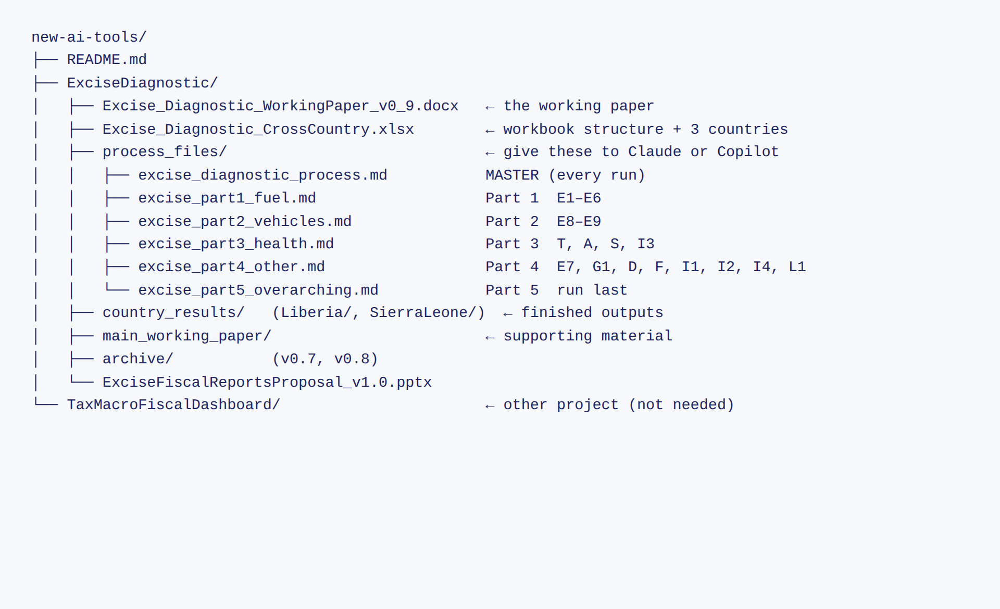 new-ai-tools/
├── README.md
├── ExciseDiagnostic/
│   ├── Excise_Diagnostic_WorkingPaper_v0_9.docx   ← the working paper
│   ├── Excise_Diagnostic_CrossCountry.xlsx        ← workbook structure + 3 countries
│   ├── process_files/                             ← give these to Claude or Copilot
│   │   ├── excise_diagnostic_process.md           MASTER (every run)
│   │   ├── excise_part1_fuel.md                   Part 1  E1–E6
│   │   ├── excise_part2_vehicles.md               Part 2  E8–E9
│   │   ├── excise_part3_health.md                 Part 3  T, A, S, I3
│   │   ├── excise_part4_other.md                  Part 4  E7, G1, D, F, I1, I2, I4, L1
│   │   └── excise_part5_overarching.md            Part 5  run last
│   ├── country_results/   (Liberia/, SierraLeone/)  ← finished outputs
│   ├── main_working_paper/                        ← supporting material
│   ├── archive/           (v0.7, v0.8)
│   └── ExciseFiscalReportsProposal_v1.0.pptx
└── TaxMacroFiscalDashboard/                       ← other project (not needed)